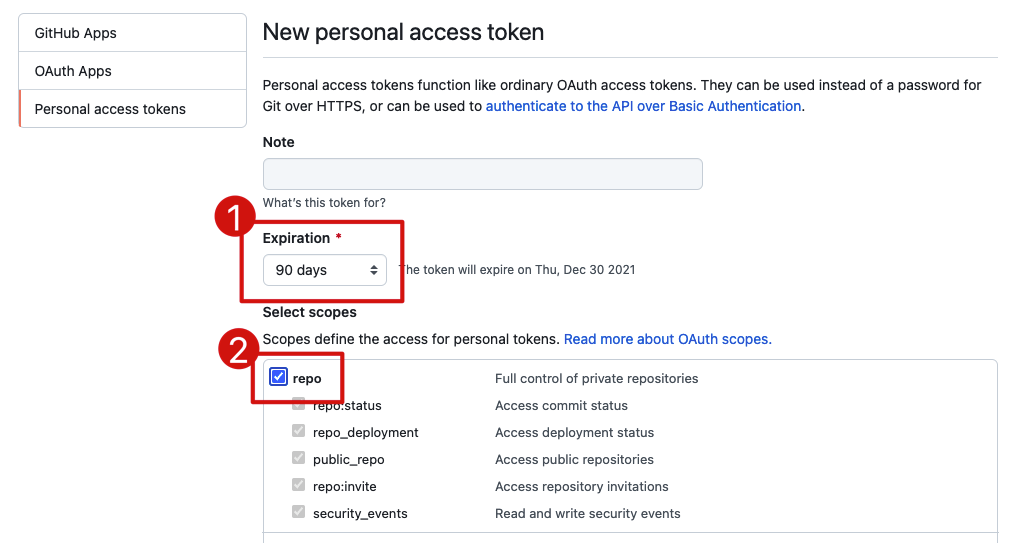 GitHub Apps
OAuth Apps
Personal access tokens
New personal access token
Personal access tokens function like ordinary OAuth access tokens. They can be used instead of a password for
Git over HTTPS, or can be used to authenticate to the API over Basic Authentication.
Note
What's this token for?
1
Expiration *
90 days The token will expire on Thu, Dec 30 2021
Select scopes
2
Scopes define the access for personal tokens. Read more about OAuth scopes.
repo Full control of private repositories
repo:status Access commit status
repo_deployment Access deployment status
public_repo Access public repositories
repo:invite Access repository invitations
security_events Read and write security events